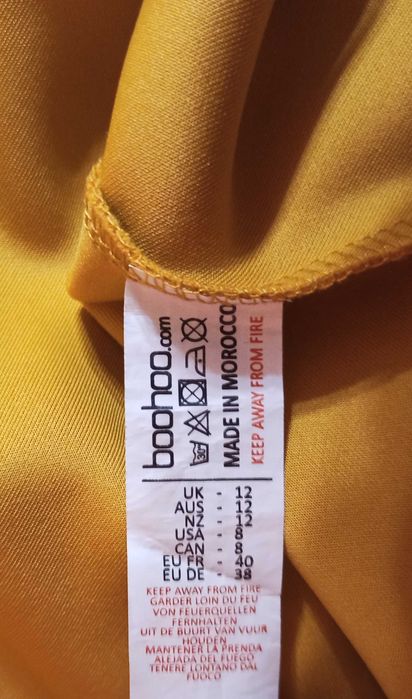 boohoo.com
30°
MADE IN MOROCCO
KEEP AWAY FROM FIRE
UK - 12
AUS - 12
NZ - 12
USA - 8
CAN - 8
EU FR - 40
EU DE - 38
KEEP AWAY FROM FIRE
GARDER LOIN DU FEU
VON FEUERQUELLEN
FERNHALTEN
UIT DE BUURT VAN VUUR
HOUDEN
MANTENER LA PRENDA
ALEJADA DEL FUEGO
TENERE LONTANO DAL
FUOCO